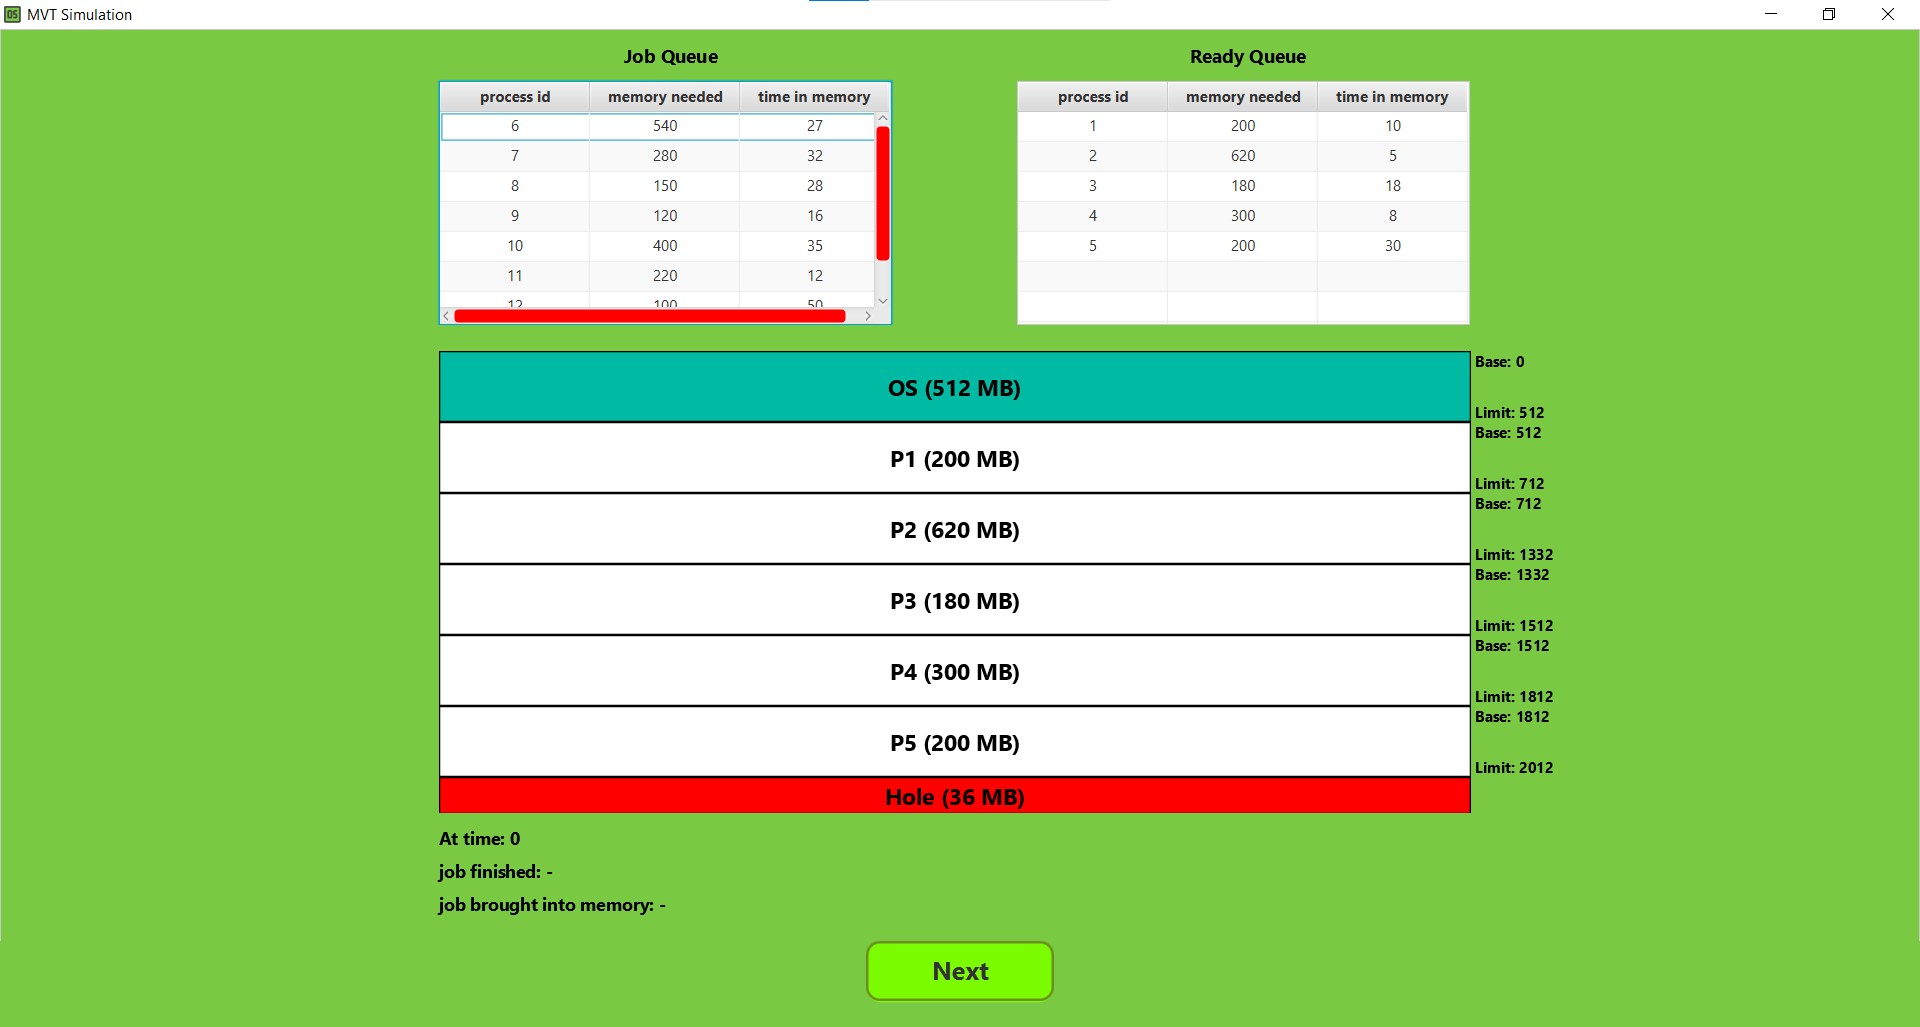 OS MVT Simulation
Job Queue
process id memory needed time in memory
6 540 27
7 280 32
8 150 28
9 120 16
10 400 35
11 220 12
12 100 50
Ready Queue
process id memory needed time in memory
1 200 10
2 620 5
3 180 18
4 300 8
5 200 30
OS (512 MB)
Base: 0
Limit: 512
P1 (200 MB)
Base: 512
Limit: 712
P2 (620 MB)
Base: 712
Limit: 1332
P3 (180 MB)
Base: 1332
Limit: 1512
P4 (300 MB)
Base: 1512
Limit: 1812
P5 (200 MB)
Base: 1812
Limit: 2012
Hole (36 MB)
At time: 0
job finished: -
job brought into memory: -
Next